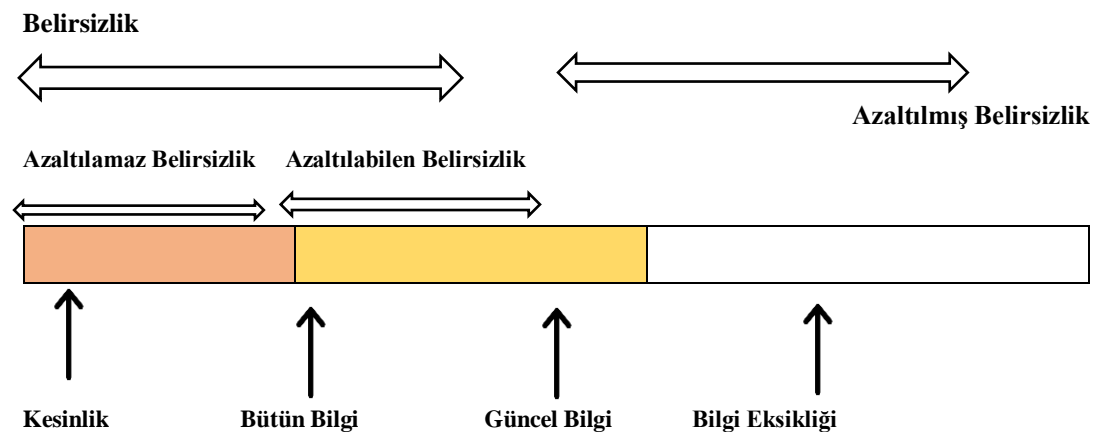 Belirsizlik
Azaltılmış Belirsizlik
Azaltılamaz Belirsizlik Azaltılabilen Belirsizlik
Kesinlik Bütün Bilgi Güncel Bilgi Bilgi Eksikliği